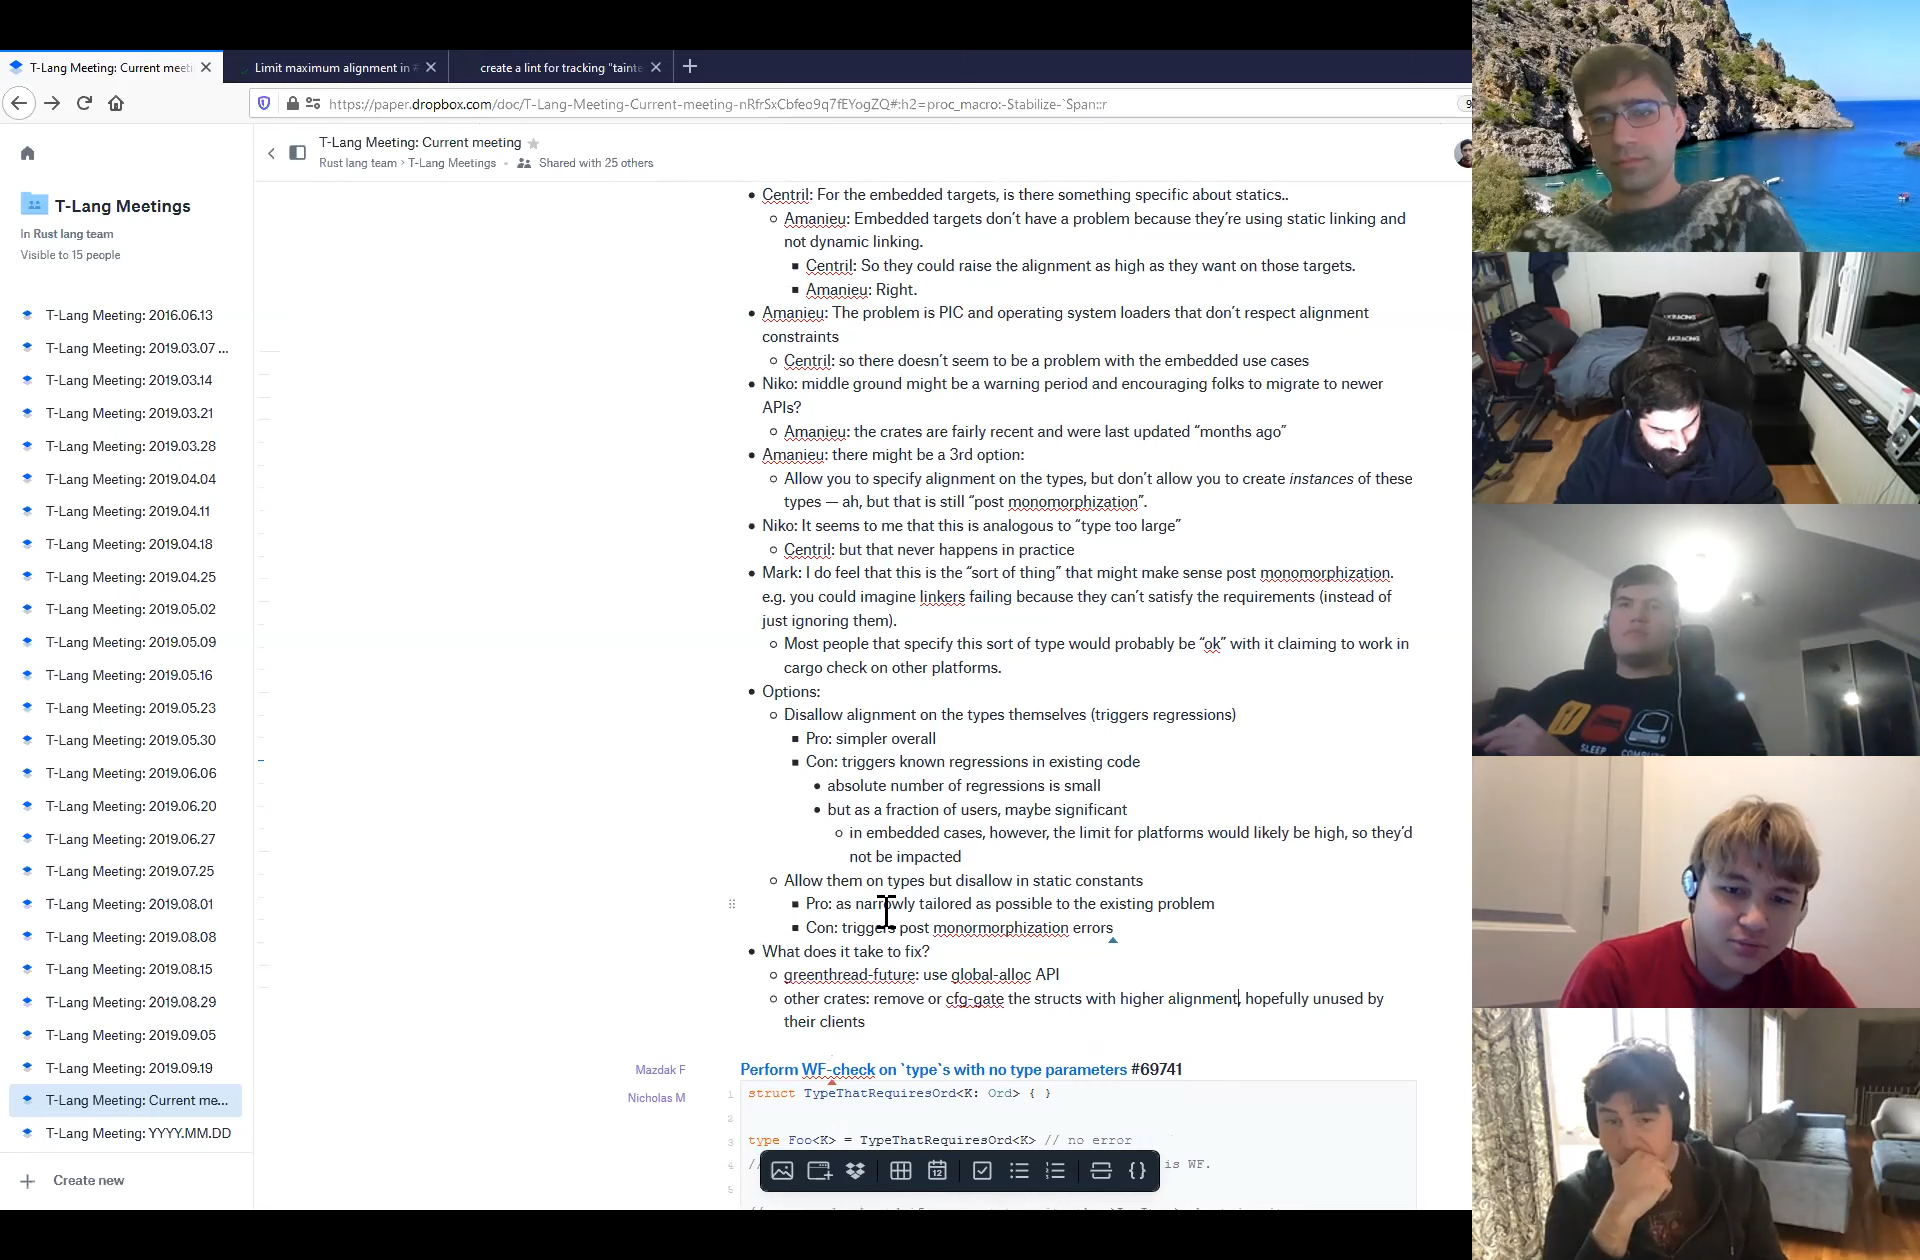 T-Lang Meeting: Current meeti
Limit maximum alignment in #
create a lint for tracking "tainte
https://paper.dropbox.com/doc/T-Lang-Meeting-Current-meeting-nRfrSxCbfeo9q7fEYogZQ#:h2=proc_macro:-Stabilize-`Span::r
T-Lang Meeting: Current meeting
Rust lang team › T-Lang Meetings • Shared with 25 others
T-Lang Meetings
In Rust lang team
Visible to 15 people
T-Lang Meeting: 2016.06.13
T-Lang Meeting: 2019.03.07 ...
T-Lang Meeting: 2019.03.14
T-Lang Meeting: 2019.03.21
T-Lang Meeting: 2019.03.28
T-Lang Meeting: 2019.04.04
T-Lang Meeting: 2019.04.11
T-Lang Meeting: 2019.04.18
T-Lang Meeting: 2019.04.25
T-Lang Meeting: 2019.05.02
T-Lang Meeting: 2019.05.09
T-Lang Meeting: 2019.05.16
T-Lang Meeting: 2019.05.23
T-Lang Meeting: 2019.05.30
T-Lang Meeting: 2019.06.06
T-Lang Meeting: 2019.06.20
T-Lang Meeting: 2019.06.27
T-Lang Meeting: 2019.07.25
T-Lang Meeting: 2019.08.01
T-Lang Meeting: 2019.08.08
T-Lang Meeting: 2019.08.15
T-Lang Meeting: 2019.08.29
T-Lang Meeting: 2019.09.05
T-Lang Meeting: 2019.09.19
T-Lang Meeting: Current me...
T-Lang Meeting: YYYY.MM.DD
Create new
Centril: For the embedded targets, is there something specific about statics..
Amanieu: Embedded targets don't have a problem because they're using static linking and
not dynamic linking.
Centril: So they could raise the alignment as high as they want on those targets.
Amanieu: Right.
Amanieu: The problem is PIC and operating system loaders that don't respect alignment
constraints
Centril: so there doesn't seem to be a problem with the embedded use cases
Niko: middle ground might be a warning period and encouraging folks to migrate to newer
APIs?
Amanieu: the crates are fairly recent and were last updated "months ago"
Amanieu: there might be a 3rd option:
Allow you to specify alignment on the types, but don't allow you to create instances of these
types — ah, but that is still "post monomorphization".
Niko: It seems to me that this is analogous to "type too large"
Centril: but that never happens in practice
Mark: I do feel that this is the "sort of thing" that might make sense post monomorphization.
e.g. you could imagine linkers failing because they can't satisfy the requirements (instead of
just ignoring them).
Most people that specify this sort of type would probably be "ok" with it claiming to work in
cargo check on other platforms.
Options:
Disallow alignment on the types themselves (triggers regressions)
Pro: simpler overall
Con: triggers known regressions in existing code
absolute number of regressions is small
but as a fraction of users, maybe significant
in embedded cases, however, the limit for platforms would likely be high, so they'd
not be impacted
Allow them on types but disallow in static constants
Pro: as narrowly tailored as possible to the existing problem
Con: triggers post monormorphization errors
What does it take to fix?
greenthread-future: use global-alloc API
other crates: remove or cfg-gate the structs with higher alignment, hopefully unused by
their clients
Mazdak F
Perform WF-check on `type`s with no type parameters #69741
Nicholas M
1 struct TypeThatRequiresOrd<K: Ord> { }
2
3 type Foo<K> = TypeThatRequiresOrd<K> // no error
4 // is WF.
5
12
AKRACING
AKRACING
SLEEP